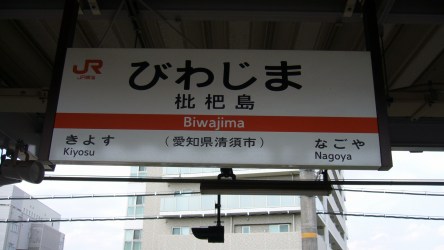 JR
JR東海
びわじま
枇杷島
Biwajima
きよす
Kiyosu
(愛知県清須市)
なごや
Nagoya